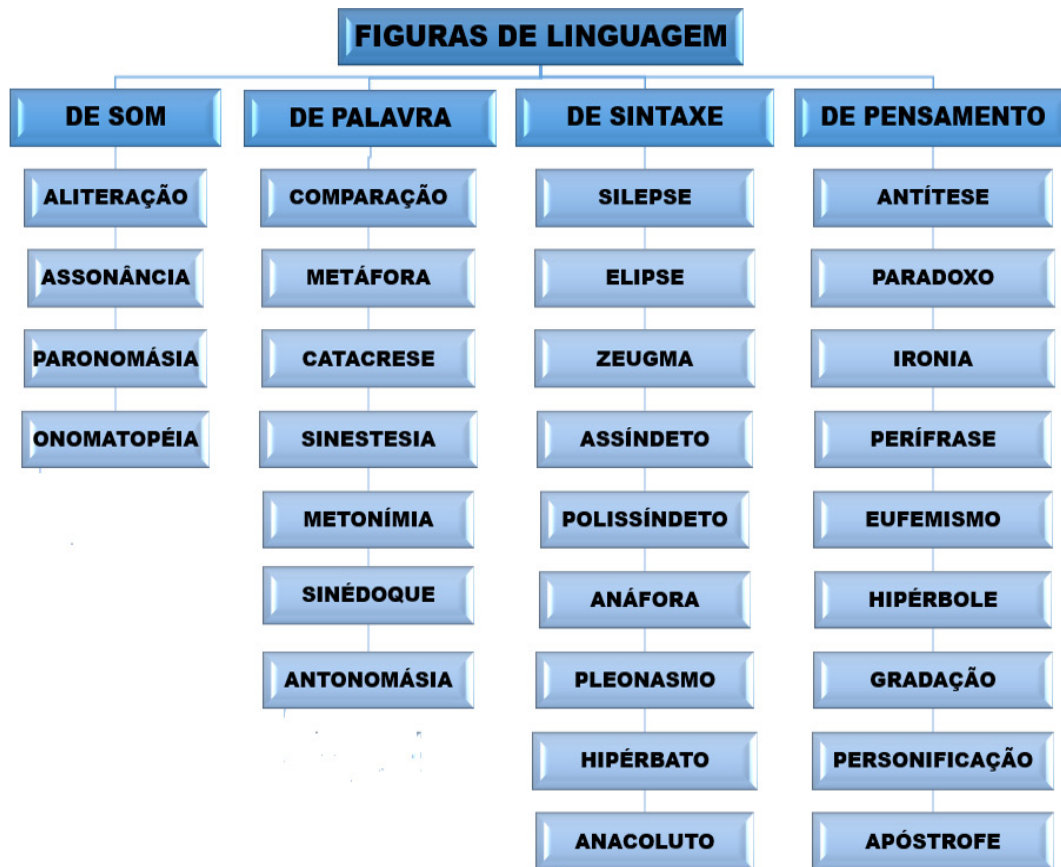 FIGURAS DE LINGUAGEM
DE SOM
ALITERAÇÃO
ASSONÂNCIA
PARONOMÁSIA
ONOMATOPÉIA
DE PALAVRA
COMPARAÇÃO
METÁFORA
CATACRESE
SINESTESIA
METONÍMIA
SINÉDOQUE
ANTONOMÁSIA
DE SINTAXE
SILEPSE
ELIPSE
ZEUGMA
ASSÍNDETO
POLISSÍNDETO
ANÁFORA
PLEONASMO
HIPÉRBATO
ANACOLUTO
DE PENSAMENTO
ANTÍTESE
PARADOXO
IRONIA
PERÍFRASE
EUFEMISMO
HIPÉRBOLE
GRADAÇÃO
PERSONIFICAÇÃO
APÓSTROFE